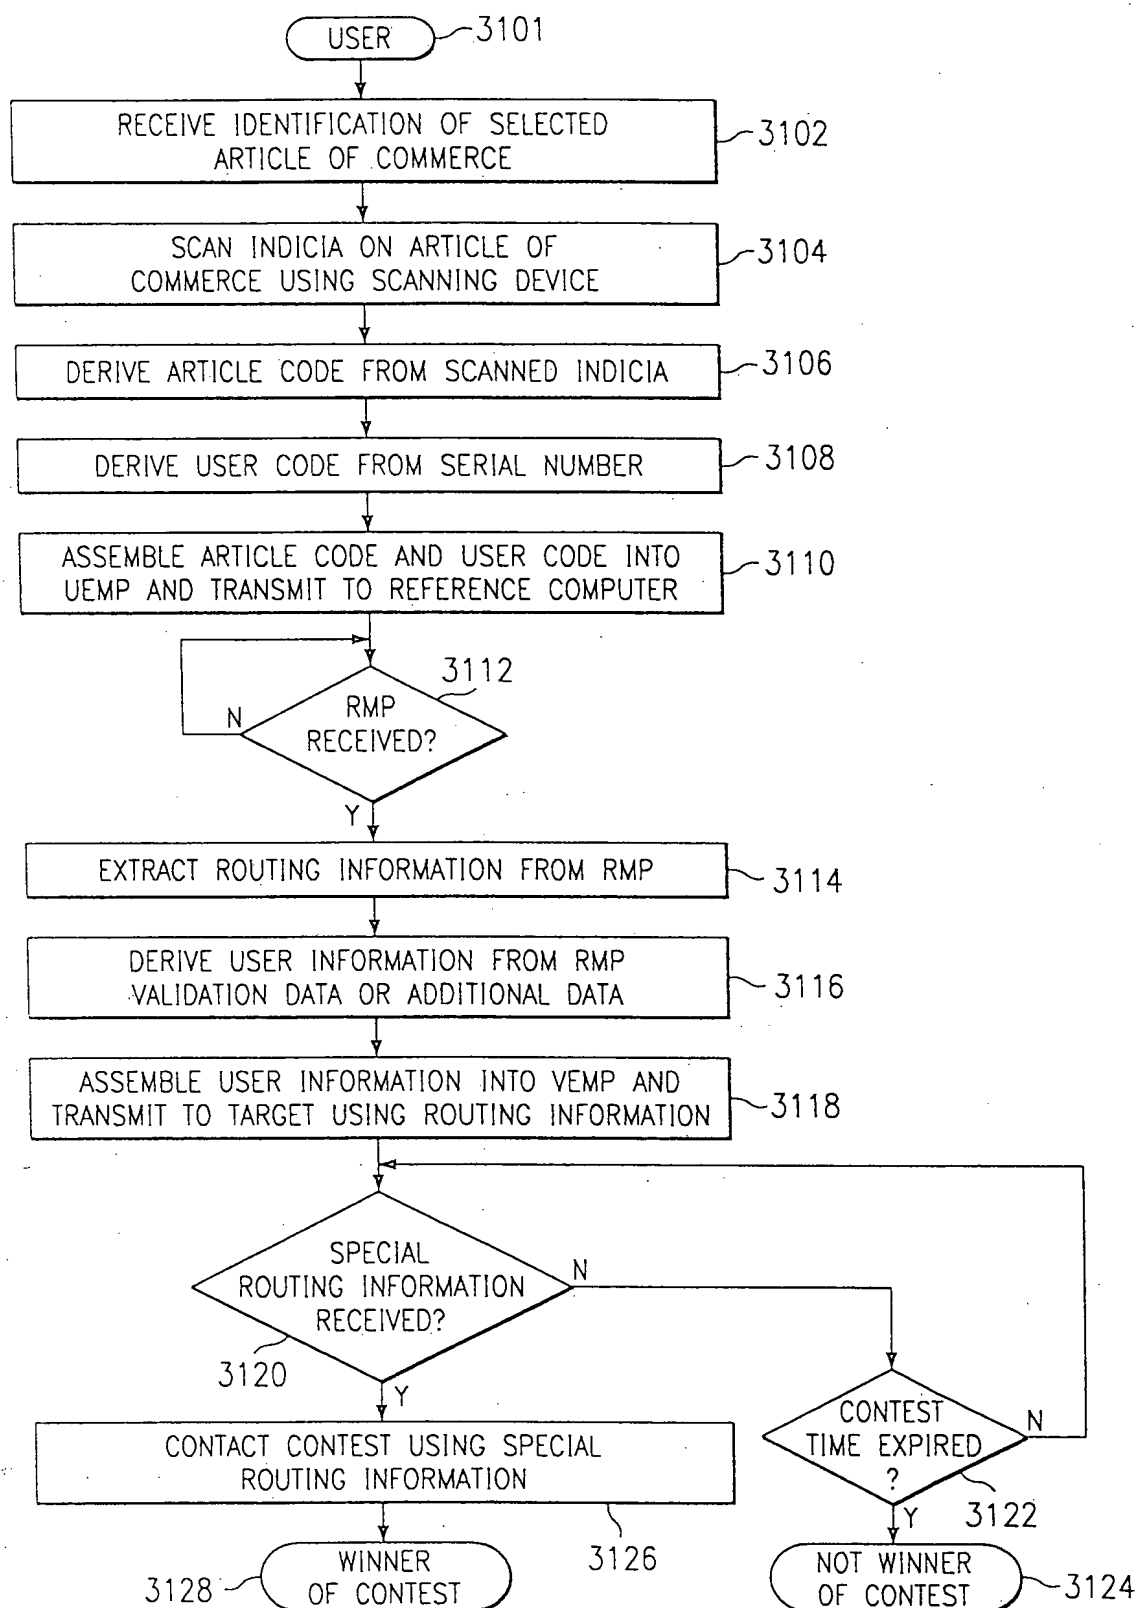 USER
3101
RECEIVE IDENTIFICATION OF SELECTED
ARTICLE OF COMMERCE
3102
SCAN INDICIA ON ARTICLE OF
COMMERCE USING SCANNING DEVICE
3104
DERIVE ARTICLE CODE FROM SCANNED INDICIA
3106
DERIVE USER CODE FROM SERIAL NUMBER
3108
ASSEMBLE ARTICLE CODE AND USER CODE INTO
UEMP AND TRANSMIT TO REFERENCE COMPUTER
3110
3112
RMP
RECEIVED?
N
Y
EXTRACT ROUTING INFORMATION FROM RMP
3114
DERIVE USER INFORMATION FROM RMP
VALIDATION DATA OR ADDITIONAL DATA
3116
ASSEMBLE USER INFORMATION INTO VEMP AND
TRANSMIT TO TARGET USING ROUTING INFORMATION
3118
SPECIAL
ROUTING INFORMATION
RECEIVED?
N
3120
Y
CONTEST
TIME EXPIRED
?
N
3122
Y
CONTACT CONTEST USING SPECIAL
ROUTING INFORMATION
3126
WINNER
OF CONTEST
3128
NOT WINNER
OF CONTEST
3124